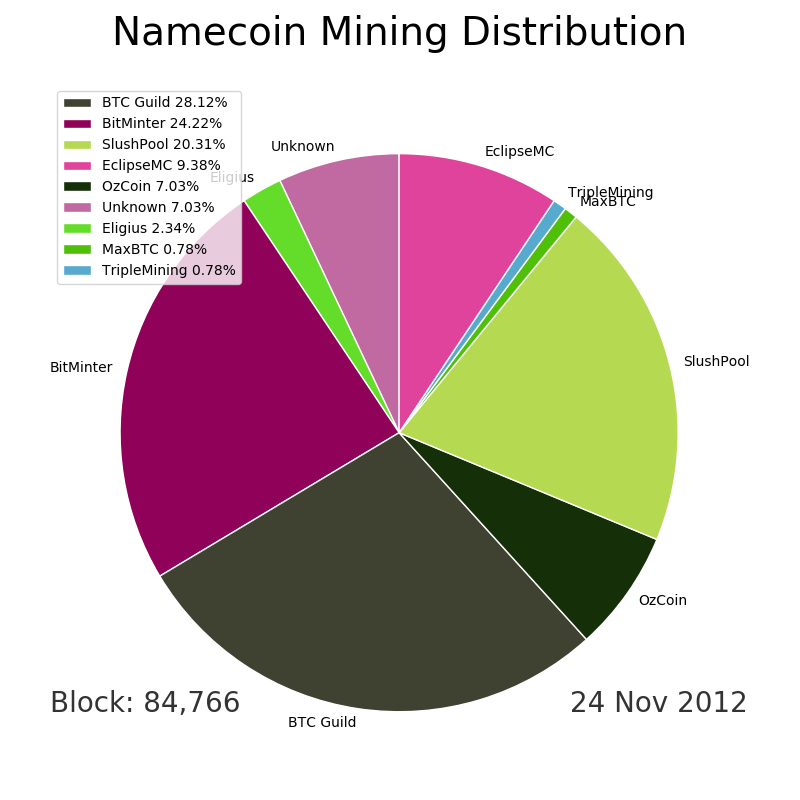 Namecoin Mining Distribution
BTC Guild 28.12%
BitMinter 24.22%
SlushPool 20.31%
EclipseMC 9.38%
OzCoin 7.03%
Unknown 7.03%
Eligius 2.34%
MaxBTC 0.78%
TripleMining 0.78%
Unknown
EclipseMC
Eligius
TripleMining
MaxBTC
BitMinter
SlushPool
OzCoin
Block: 84,766
24 Nov 2012
BTC Guild